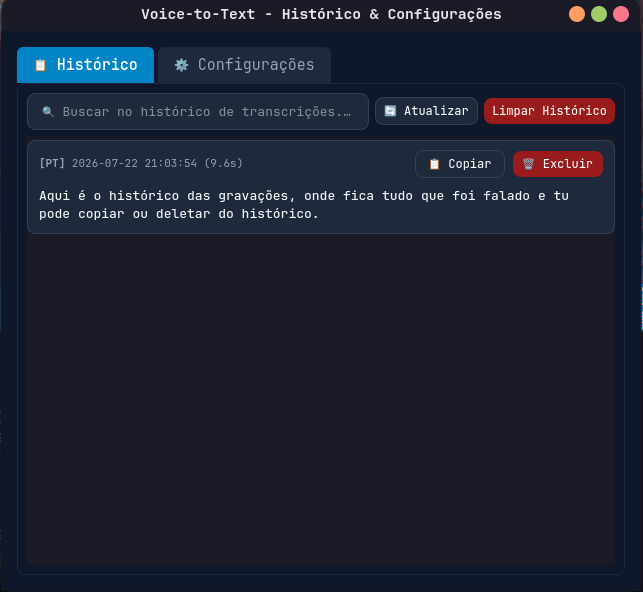 Voice-to-Text - Histórico & Configurações
📋 Histórico
⚙️ Configurações
🔍 Buscar no histórico de transcrições....
🔄 Atualizar
Limpar Histórico
[PT] 2026-07-22 21:03:54 (9.6s)
📋 Copiar
🗑️ Excluir
Aqui é o histórico das gravações, onde fica tudo que foi falado e tu
pode copiar ou deletar do histórico.